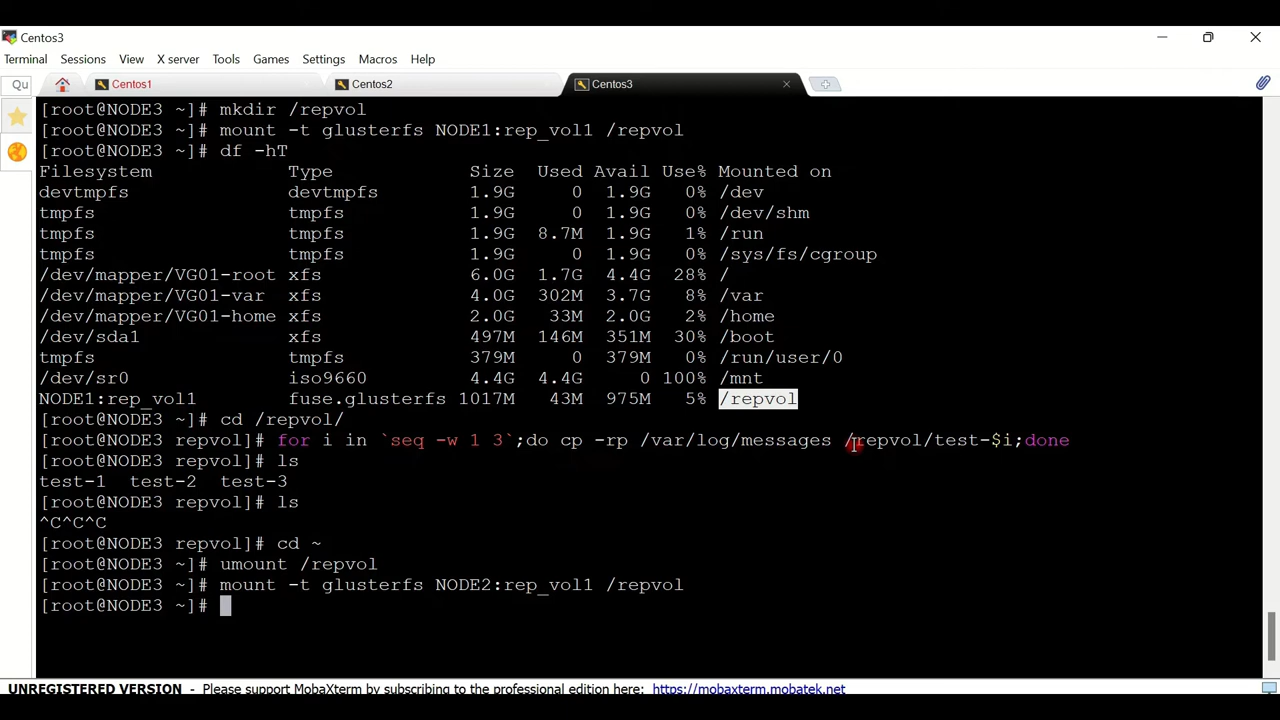 Centos3
Terminal Sessions View X server Tools Games Settings Macros Help
Qu Centos1 Centos2 Centos3
[root@NODE3 ~]# mkdir /repvol
[root@NODE3 ~]# mount -t glusterfs NODE1:rep_vol1 /repvol
[root@NODE3 ~]# df -hT
Filesystem Type Size Used Avail Use% Mounted on
devtmpfs devtmpfs 1.9G 0 1.9G 0% /dev
tmpfs tmpfs 1.9G 0 1.9G 0% /dev/shm
tmpfs tmpfs 1.9G 8.7M 1.9G 1% /run
tmpfs tmpfs 1.9G 0 1.9G 0% /sys/fs/cgroup
/dev/mapper/VG01-root xfs 6.0G 1.7G 4.4G 28% /
/dev/mapper/VG01-var xfs 4.0G 302M 3.7G 8% /var
/dev/mapper/VG01-home xfs 2.0G 33M 2.0G 2% /home
/dev/sda1 xfs 497M 146M 351M 30% /boot
tmpfs tmpfs 379M 0 379M 0% /run/user/0
/dev/sr0 iso9660 4.4G 4.4G 0 100% /mnt
NODE1:rep_vol1 fuse.glusterfs 1017M 43M 975M 5% /repvol
[root@NODE3 ~]# cd /repvol/
[root@NODE3 repvol]# for i in `seq -w 1 3`;do cp -rp /var/log/messages /repvol/test-$i;done
[root@NODE3 repvol]# ls
test-1 test-2 test-3
[root@NODE3 repvol]# ls
^C^C^C
[root@NODE3 repvol]# cd ~
[root@NODE3 ~]# umount /repvol
[root@NODE3 ~]# mount -t glusterfs NODE2:rep_vol1 /repvol
[root@NODE3 ~]#
UNREGISTERED VERSION - Please support MobaXterm by subscribing to the professional edition here: https://mobaxterm.mobatek.net